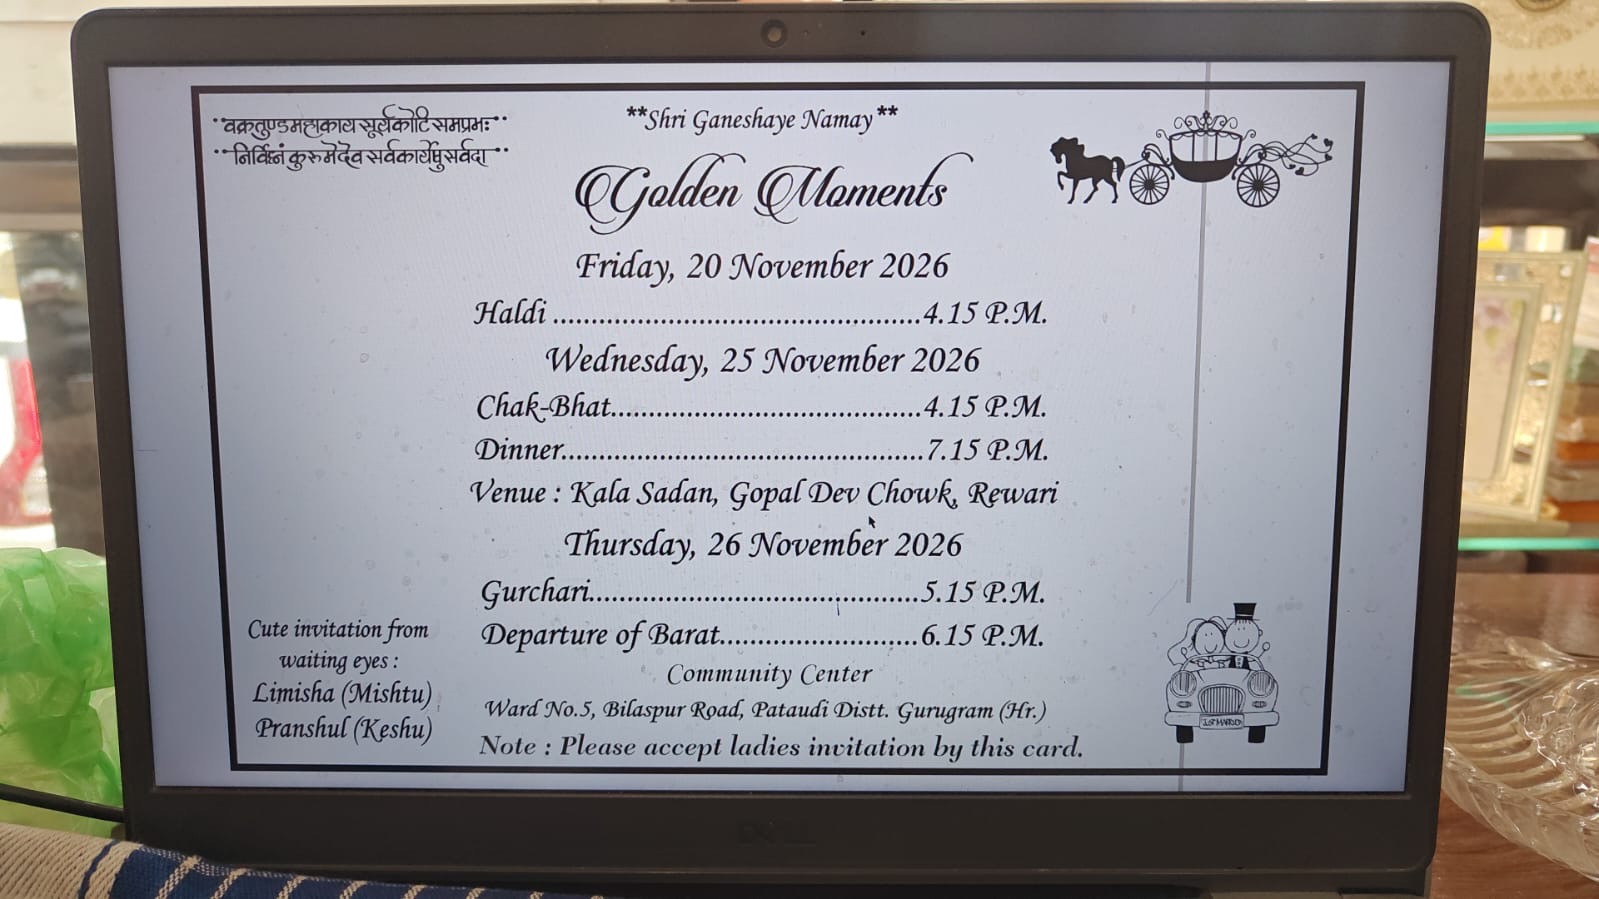 **Shri Ganeshaye Namay**
वक्रतुण्डमहाकाय सूर्यकोटि समप्रभः
निर्विघ्नं कुरुमेदेव सर्वकार्येषु सर्वदा
Golden Moments
Friday, 20 November 2026
Haldi ................................................4.15 P.M.
Wednesday, 25 November 2026
Chak-Bhat........................................4.15 P.M.
Dinner...............................................7.15 P.M.
Venue : Kala Sadan, Gopal Dev Chowk, Rewari
Thursday, 26 November 2026
Gurchari...........................................5.15 P.M.
Departure of Barat..........................6.15 P.M.
Community Center
Ward No.5, Bilaspur Road, Pataudi Distt. Gurugram (Hr.)
Note : Please accept ladies invitation by this card.
Cute invitation from
waiting eyes :
Limisha (Mishtu)
Pranshul (Keshu)
JUST MARRIED
DELL